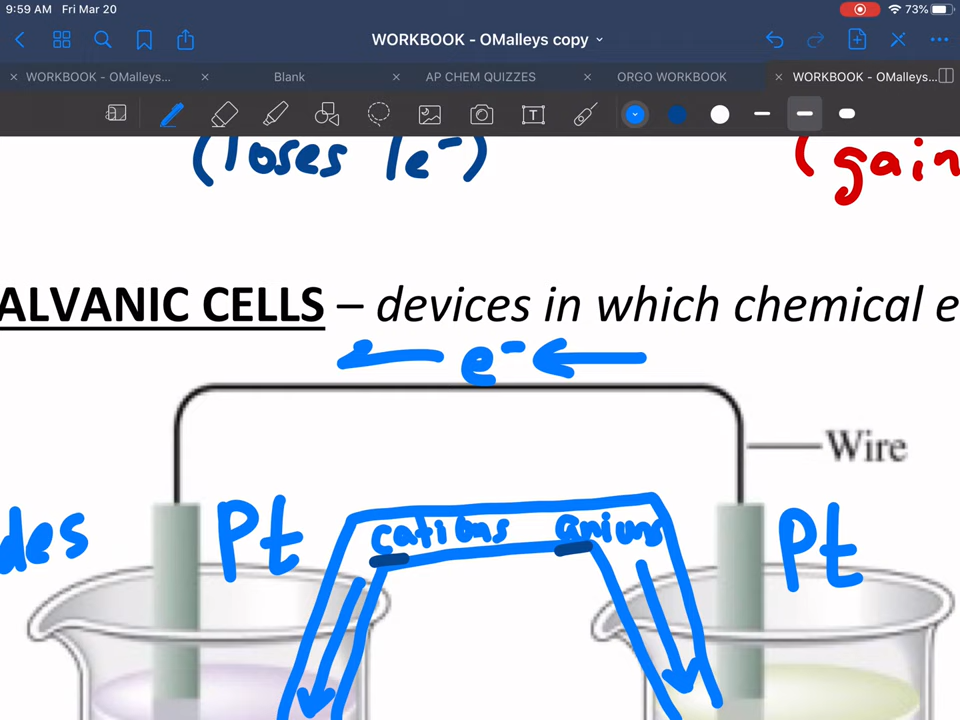 9:59 AM Fri Mar 20
73%
WORKBOOK - OMalleys copy
WORKBOOK - OMalleys...
Blank
AP CHEM QUIZZES
ORGO WORKBOOK
WORKBOOK - OMalleys...
T
(loses 1e⁻)
(gain
ALVANIC CELLS – devices in which chemical e
e⁻
Wire
des
Pt
cations
anions
Pt